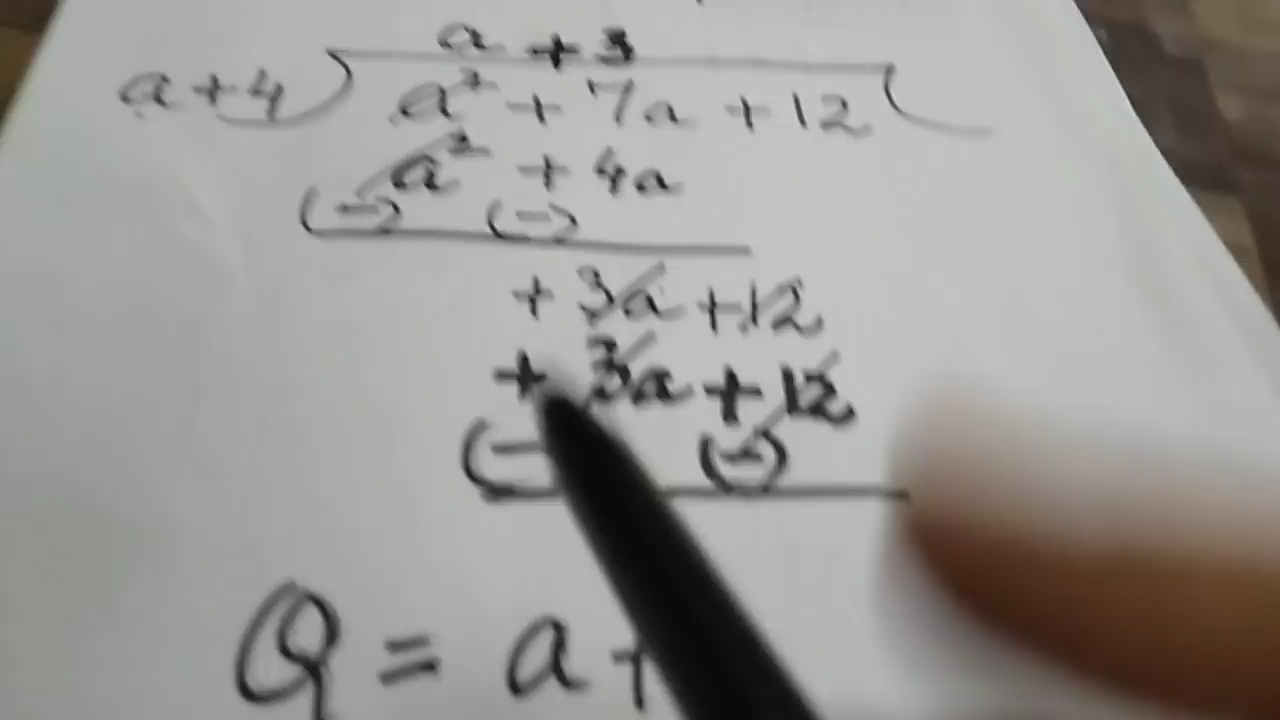 a + 3
a + 4 ) a² + 7a + 12 (
a² + 4a
(-) (-)
+ 3a + 12
+ 3a + 12
(-) (-)
Q = a +